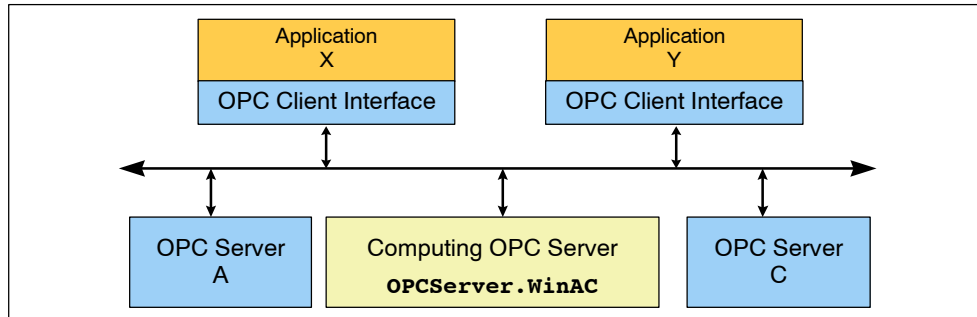 Application
X
OPC Client Interface
Application
Y
OPC Client Interface
OPC Server
A
Computing OPC Server
OPCServer.WinAC
OPC Server
C